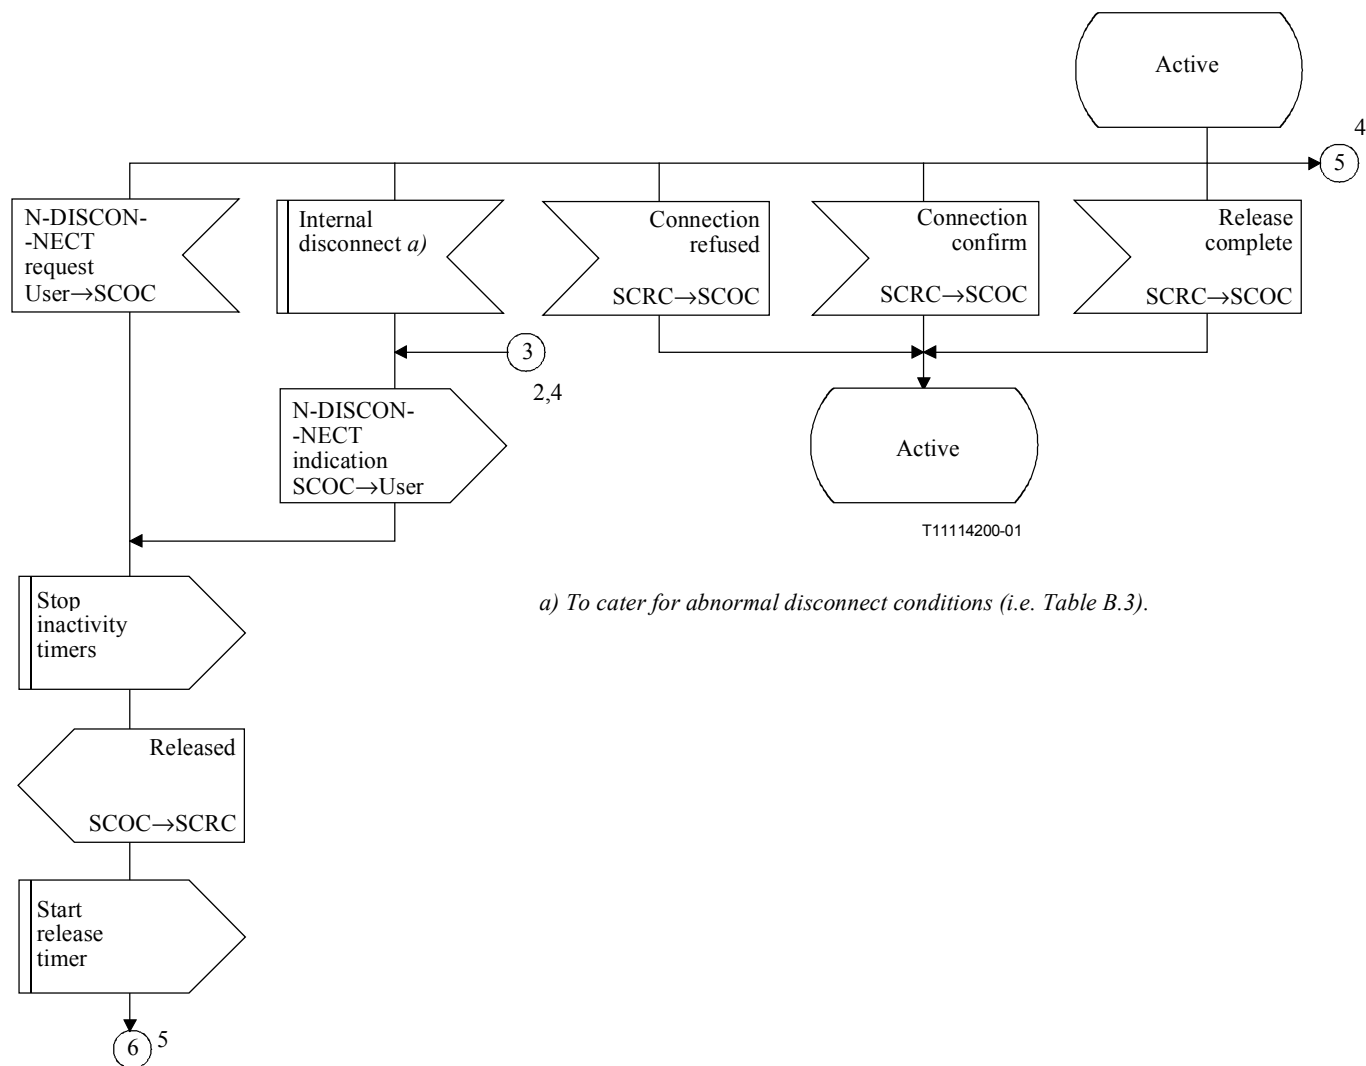 Active
4
5
N-DISCON-
-NECT
request
User→SCOC
Internal
disconnect a)
Connection
refused
SCRC→SCOC
Connection
confirm
SCRC→SCOC
Release
complete
SCRC→SCOC
3
2,4
N-DISCON-
-NECT
indication
SCOC→User
Active
T11114200-01
Stop
inactivity
timers
a) To cater for abnormal disconnect conditions (i.e. Table B.3).
Released
SCOC→SCRC
Start
release
timer
6
5